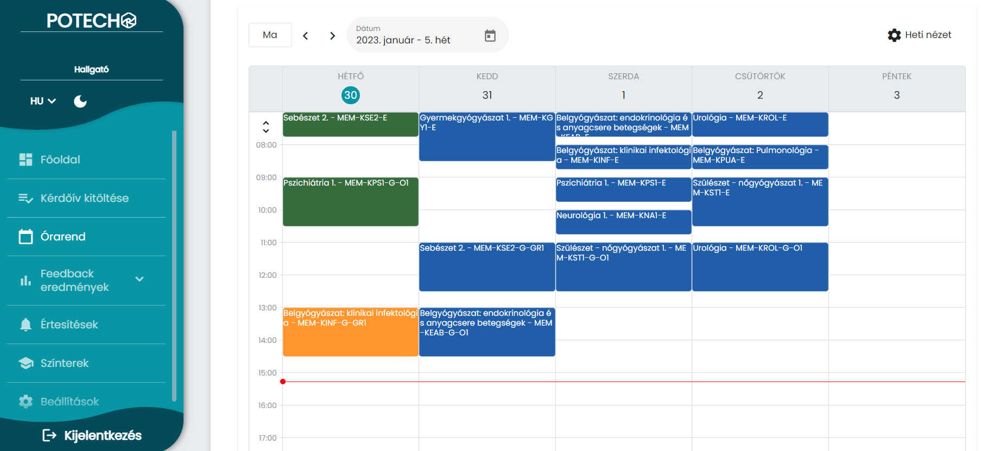 POTECHO
Hallgató
HU
Főoldal
Kérdőív kitöltése
Órarend
Feedback
eredmények
Értesítések
Színterek
Beállítások
Kijelentkezés
Ma
Dátum
2023. január - 5. hét
Heti nézet
HÉTFŐ
30
KEDD
31
SZERDA
1
CSÜTÖRTÖK
2
PÉNTEK
3
08:00
09:00
10:00
11:00
12:00
13:00
14:00
15:00
16:00
17:00
Sebészet 2. - MEM-KSE2-E
Pszichiátria 1. - MEM-KPS1-G-O1
Belgyógyászat: klinikai infektológi
a - MEM-KINF-G-GR1
Gyermekgyógyászat 1. - MEM-KG
Y1-E
Sebészet 2. - MEM-KSE2-G-GR1
Belgyógyászat: endokrinológia é
s anyagcsere betegségek - MEM
-KEAB-G-O1
Belgyógyászat: endokrinológia é
s anyagcsere betegségek - MEM
-KEAB-E
Belgyógyászat: klinikai infektológi
a - MEM-KINF-E
Pszichiátria 1. - MEM-KPS1-E
Neurológia 1. - MEM-KNA1-E
Szülészet - nőgyógyászat 1. - ME
M-KST1-G-O1
Urológia - MEM-KROL-E
Belgyógyászat: Pulmonológia -
MEM-KPUA-E
Szülészet - nőgyógyászat 1. - ME
M-KST1-E
Urológia - MEM-KROL-G-O1